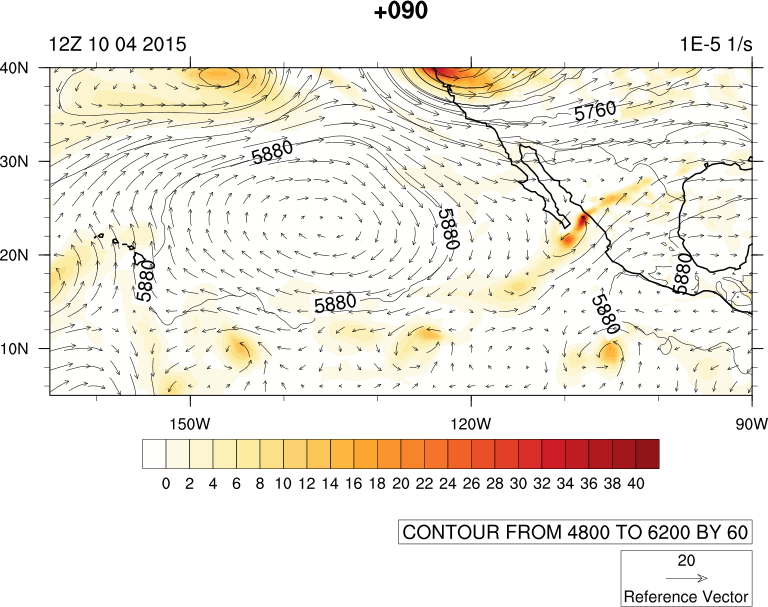 +090
12Z 10 04 2015 1E-5 1/s
40N
5760
5880
30N
5880
20N
5880
5880
5880
5880
10N
150W 120W 90W
0 2 4 6 8 10 12 14 16 18 20 22 24 26 28 30 32 34 36 38 40
CONTOUR FROM 4800 TO 6200 BY 60
20
Reference Vector